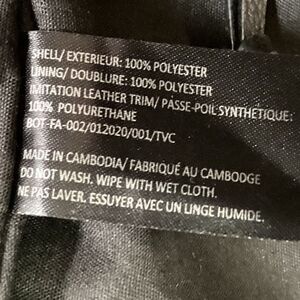 SHELL/ EXTERIEUR: 100% POLYESTER
LINING/ DOUBLURE: 100% POLYESTER
IMITATION LEATHER TRIM/ PASSE-POIL SYNTHÉTIQUE:
100% POLYURETHANE
BOT-FA-002/012020/001/TVC
MADE IN CAMBODIA/ FABRIQUÉ AU CAMBODGE
DO NOT WASH. WIPE WITH WET CLOTH.
NE PAS LAVER. ESSUYER AVEC UN LINGE HUMIDE.